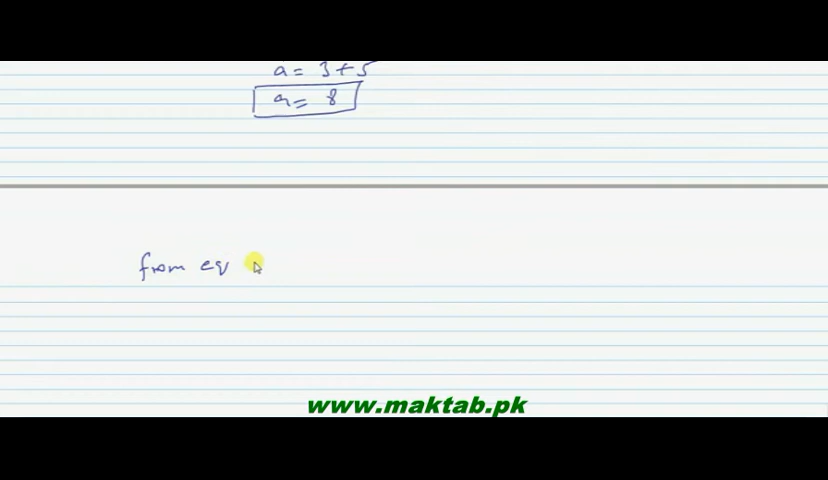 a = 3 + 5
a = 8
from eq
www.maktab.pk